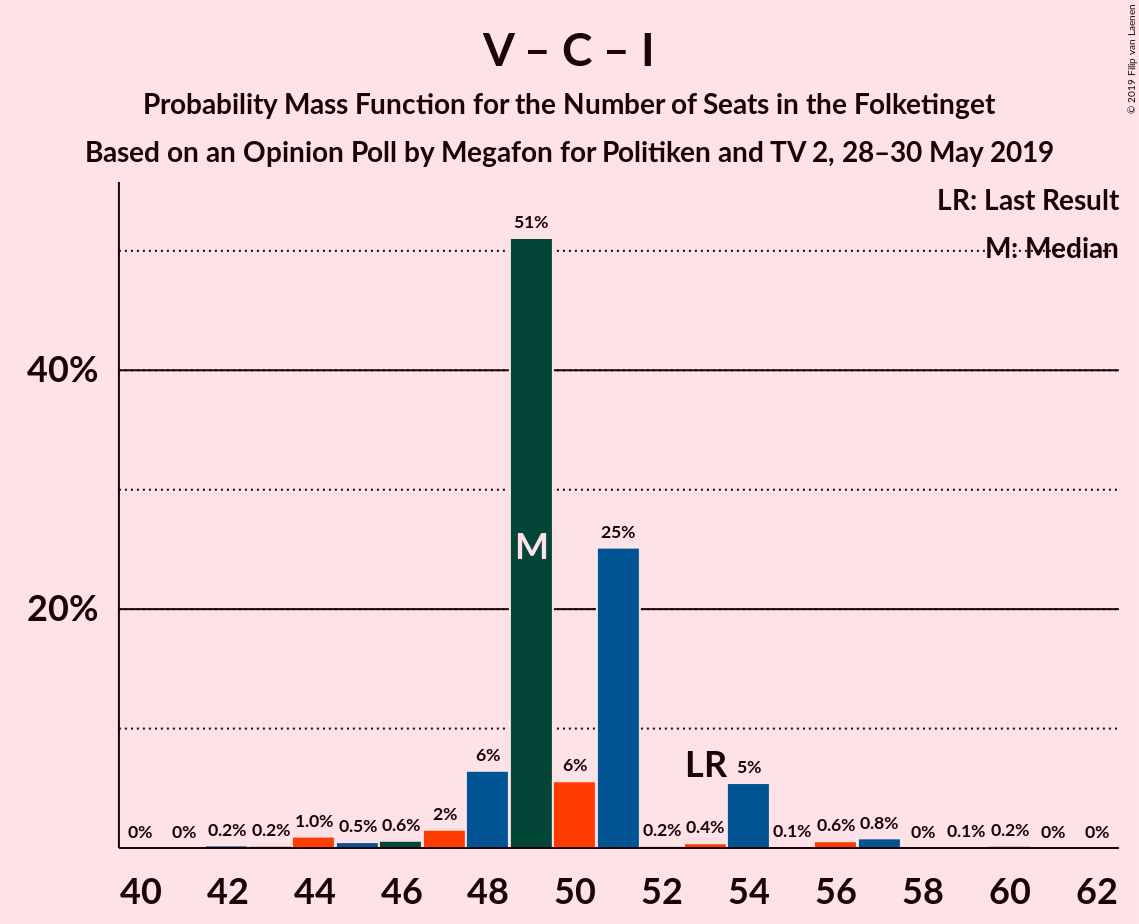 V – C – I
Probability Mass Function for the Number of Seats in the Folketinget
Based on an Opinion Poll by Megafon for Politiken and TV 2, 28–30 May 2019
© 2019 Filip van Laenen
LR: Last Result
M: Median
40%
20%
0%
0%
0.2%
0.2%
1.0%
0.5%
0.6%
2%
6%
51%
M
6%
25%
0.2%
LR
0.4%
5%
0.1%
0.6%
0.8%
0%
0.1%
0.2%
0%
0%
40 42 44 46 48 50 52 54 56 58 60 62